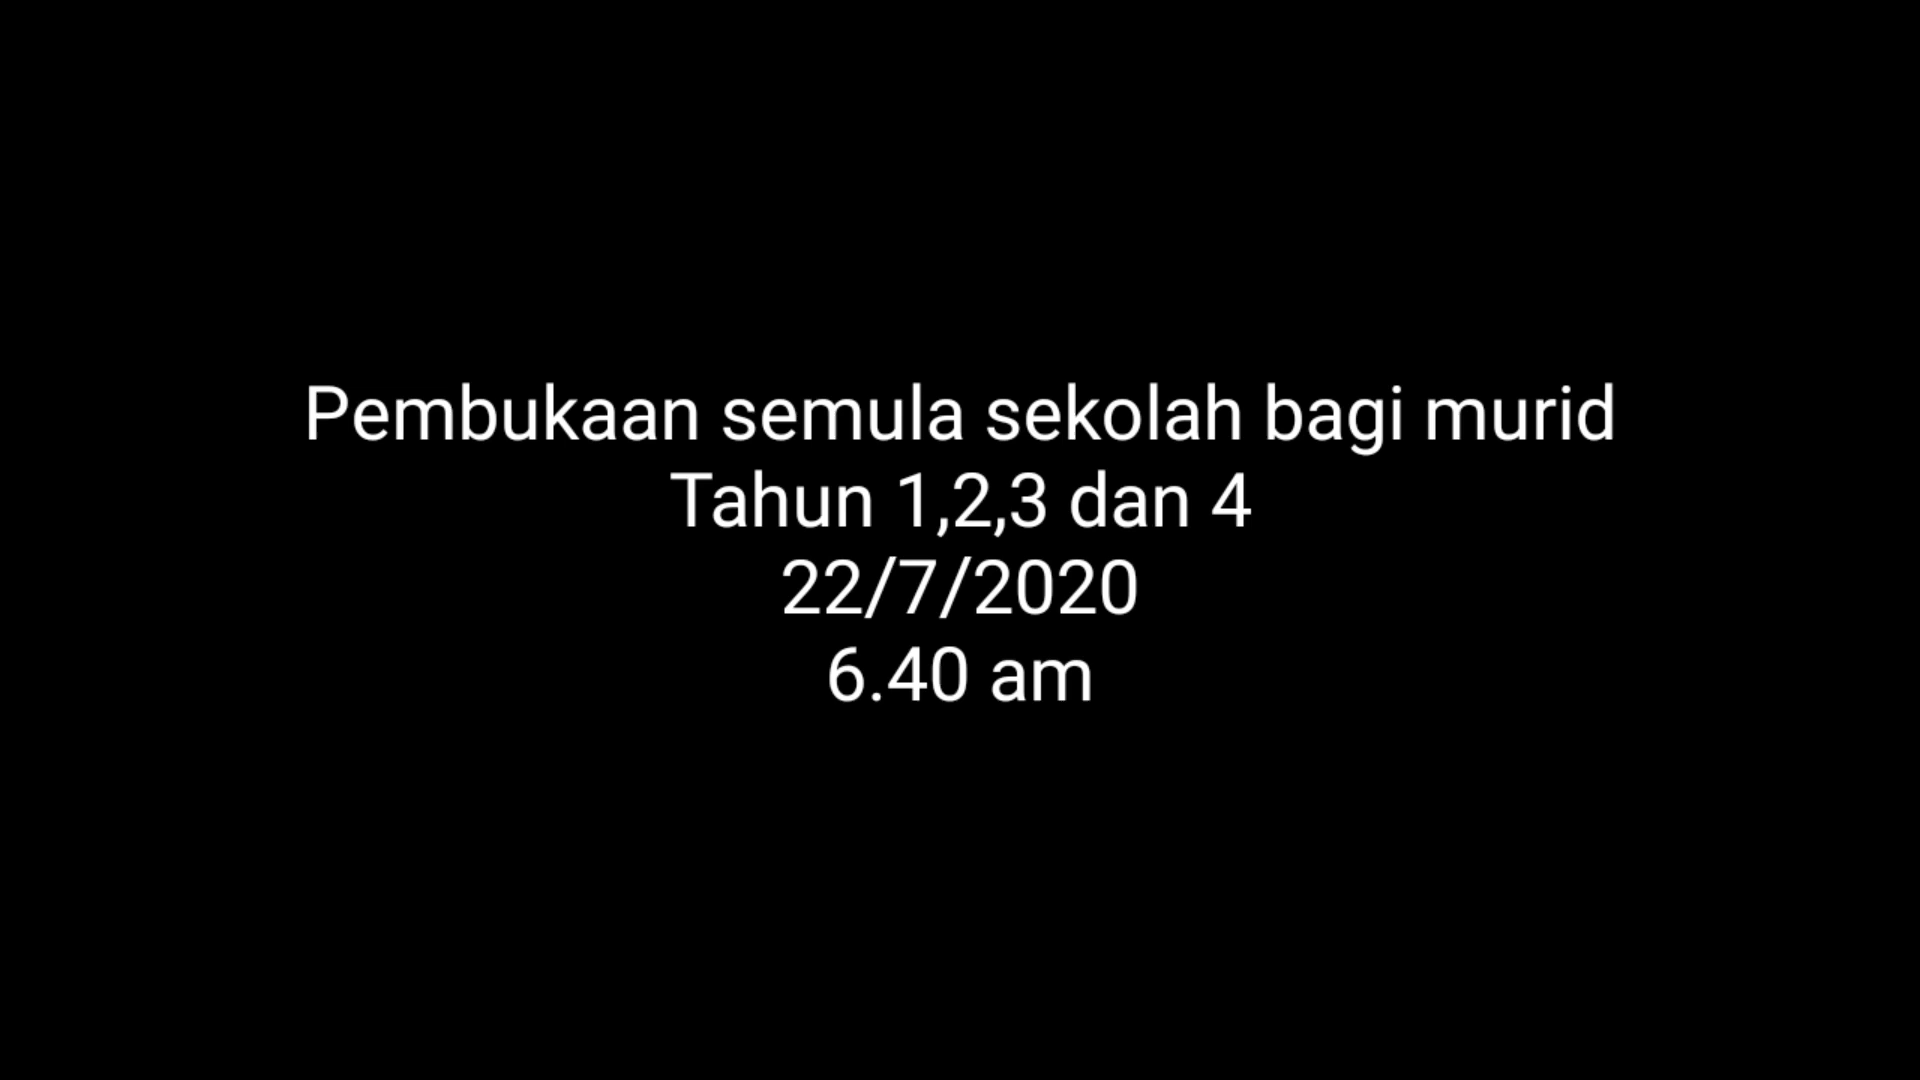 Pembukaan semula sekolah bagi murid
Tahun 1,2,3 dan 4
22/7/2020
6.40 am